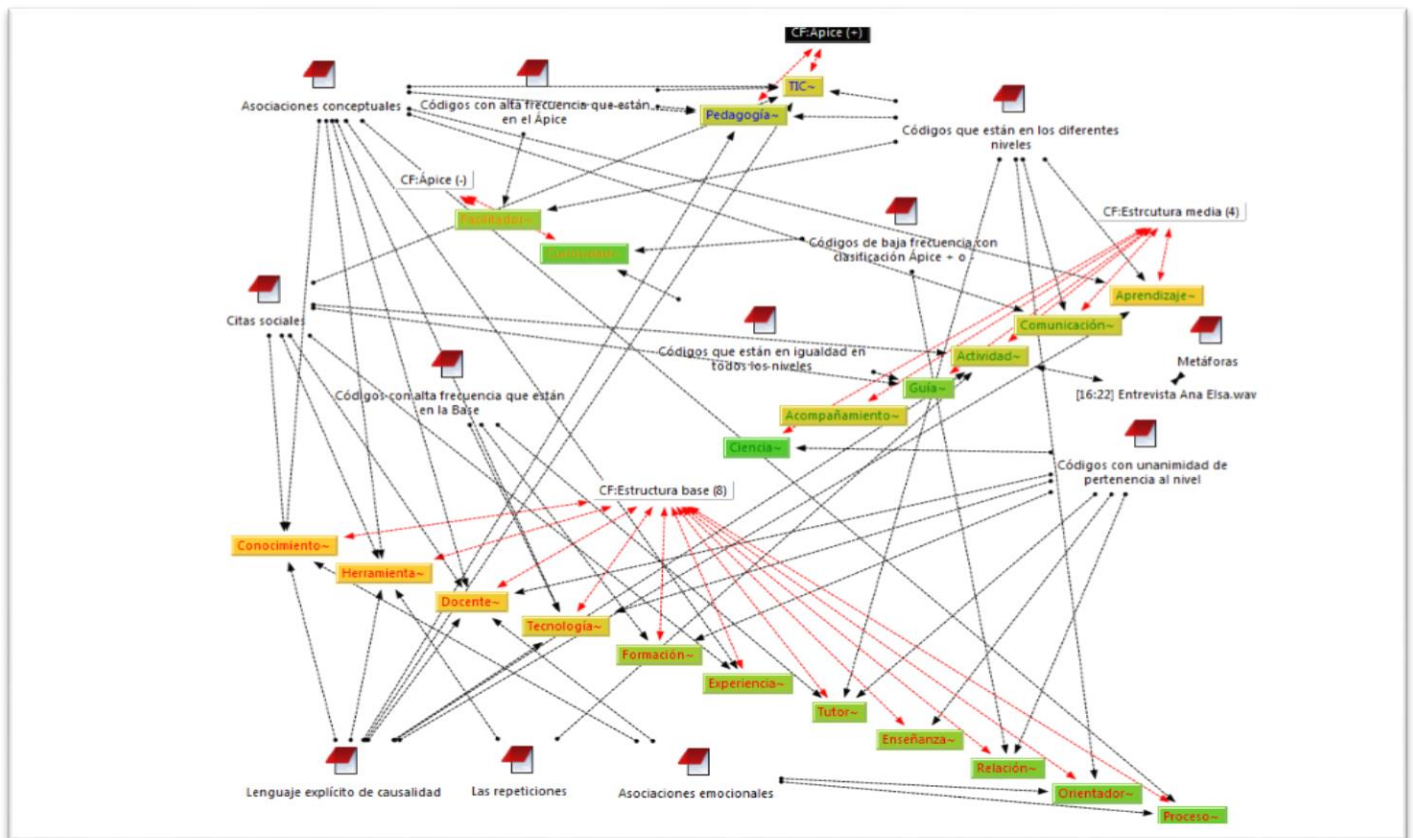 CF:Ápice (+)
TIC~
Asociaciones conceptuales
Códigos con alta frecuencia que están
en el Ápice
Pedagogía~
Códigos que están en los diferentes
niveles
CF:Ápice (-)
Facilitador~
CF:Estrcutura media (4)
Códigos de baja frecuencia con
clasificación Ápice + o -
Aprendizaje~
Citas sociales
Comunicación~
Códigos que están en igualdad en
todos los niveles
Actividad~
Metáforas
Guía~
[16:22] Entrevista Ana Elsa.wav
Códigos con alta frecuencia que están
en la Base
Acompañamiento~
Ciencia~
Códigos con unanimidad de
pertenencia al nivel
CF:Estructura base (8)
Conocimiento~
Herramienta~
Docente~
Tecnología~
Formación~
Experiencia~
Tutor~
Enseñanza~
Relación~
Orientador~
Proceso~
Lenguaje explícito de causalidad
Las repeticiones
Asociaciones emocionales